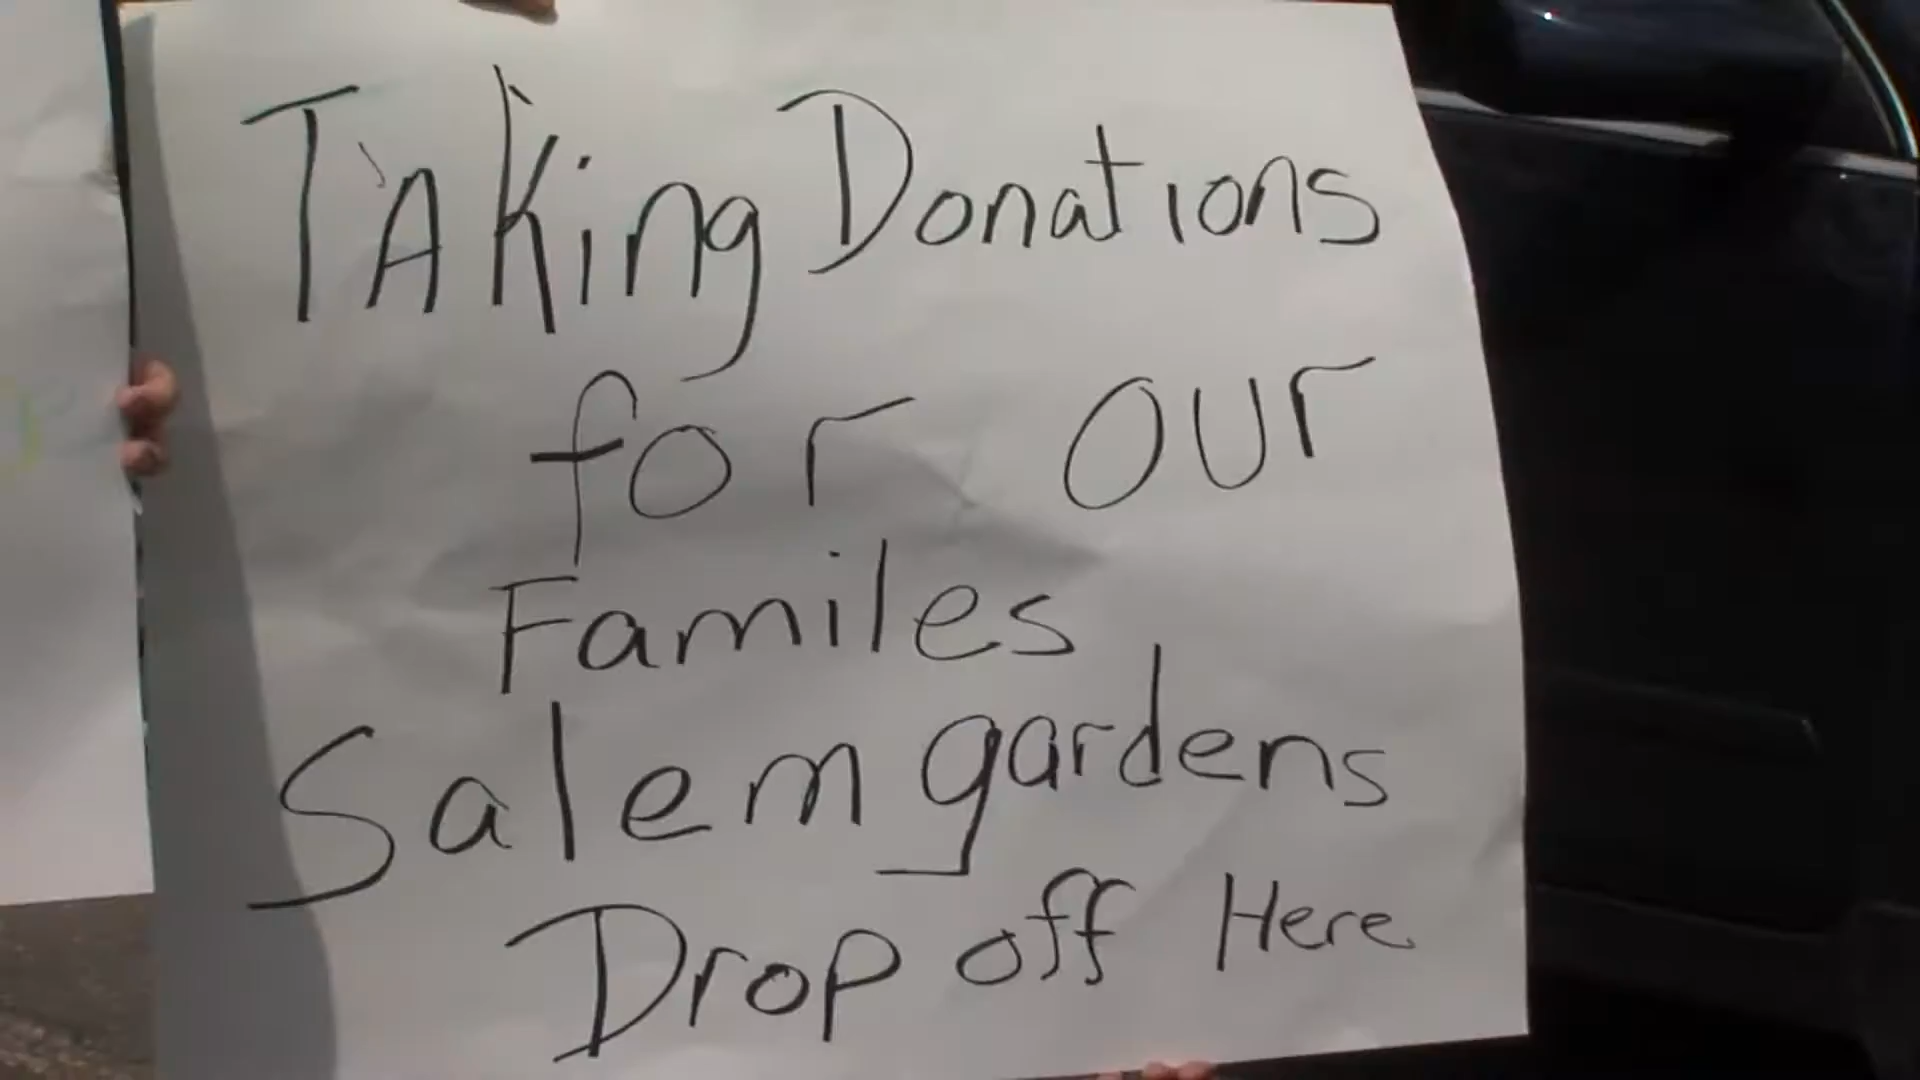 TAKing Donations
for our
Familes
Salem gardens
Drop off Here